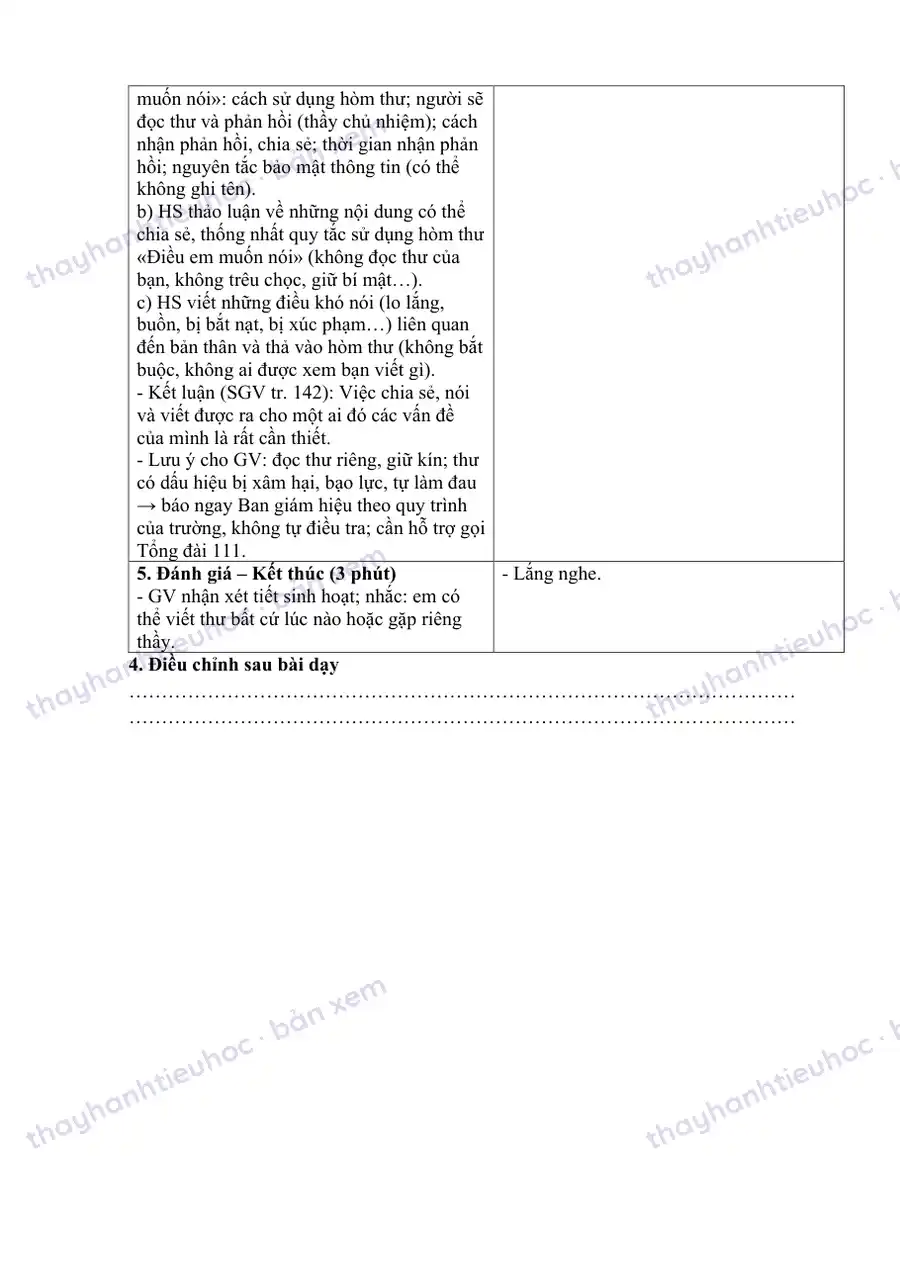 muốn nói»: cách sử dụng hòm thư; người sẽ
đọc thư và phản hồi (thầy chủ nhiệm); cách
nhận phản hồi, chia sẻ; thời gian nhận phản
hồi; nguyên tắc bảo mật thông tin (có thể
không ghi tên).
b) HS thảo luận về những nội dung có thể
chia sẻ, thống nhất quy tắc sử dụng hòm thư
«Điều em muốn nói» (không đọc thư của
bạn, không trêu chọc, giữ bí mật…).
c) HS viết những điều khó nói (lo lắng,
buồn, bị bắt nạt, bị xúc phạm…) liên quan
đến bản thân và thả vào hòm thư (không bắt
buộc, không ai được xem bạn viết gì).
- Kết luận (SGV tr. 142): Việc chia sẻ, nói
và viết được ra cho một ai đó các vấn đề
của mình là rất cần thiết.
- Lưu ý cho GV: đọc thư riêng, giữ kín; thư
có dấu hiệu bị xâm hại, bạo lực, tự làm đau
→ báo ngay Ban giám hiệu theo quy trình
của trường, không tự điều tra; cần hỗ trợ gọi
Tổng đài 111.
5. Đánh giá – Kết thúc (3 phút)
- GV nhận xét tiết sinh hoạt; nhắc: em có
thể viết thư bất cứ lúc nào hoặc gặp riêng
thầy.
- Lắng nghe.
4. Điều chỉnh sau bài dạy
…………………………………………………………………………………………
…………………………………………………………………………………………
thayhanhtieuhoc · bản xem
thayhanhtieuhoc · b
thayhanhtieuhoc · bản xem
thayhanhtieuhoc · b
thayhanhtieuhoc · bản xem
thayhanhtieuhoc · b